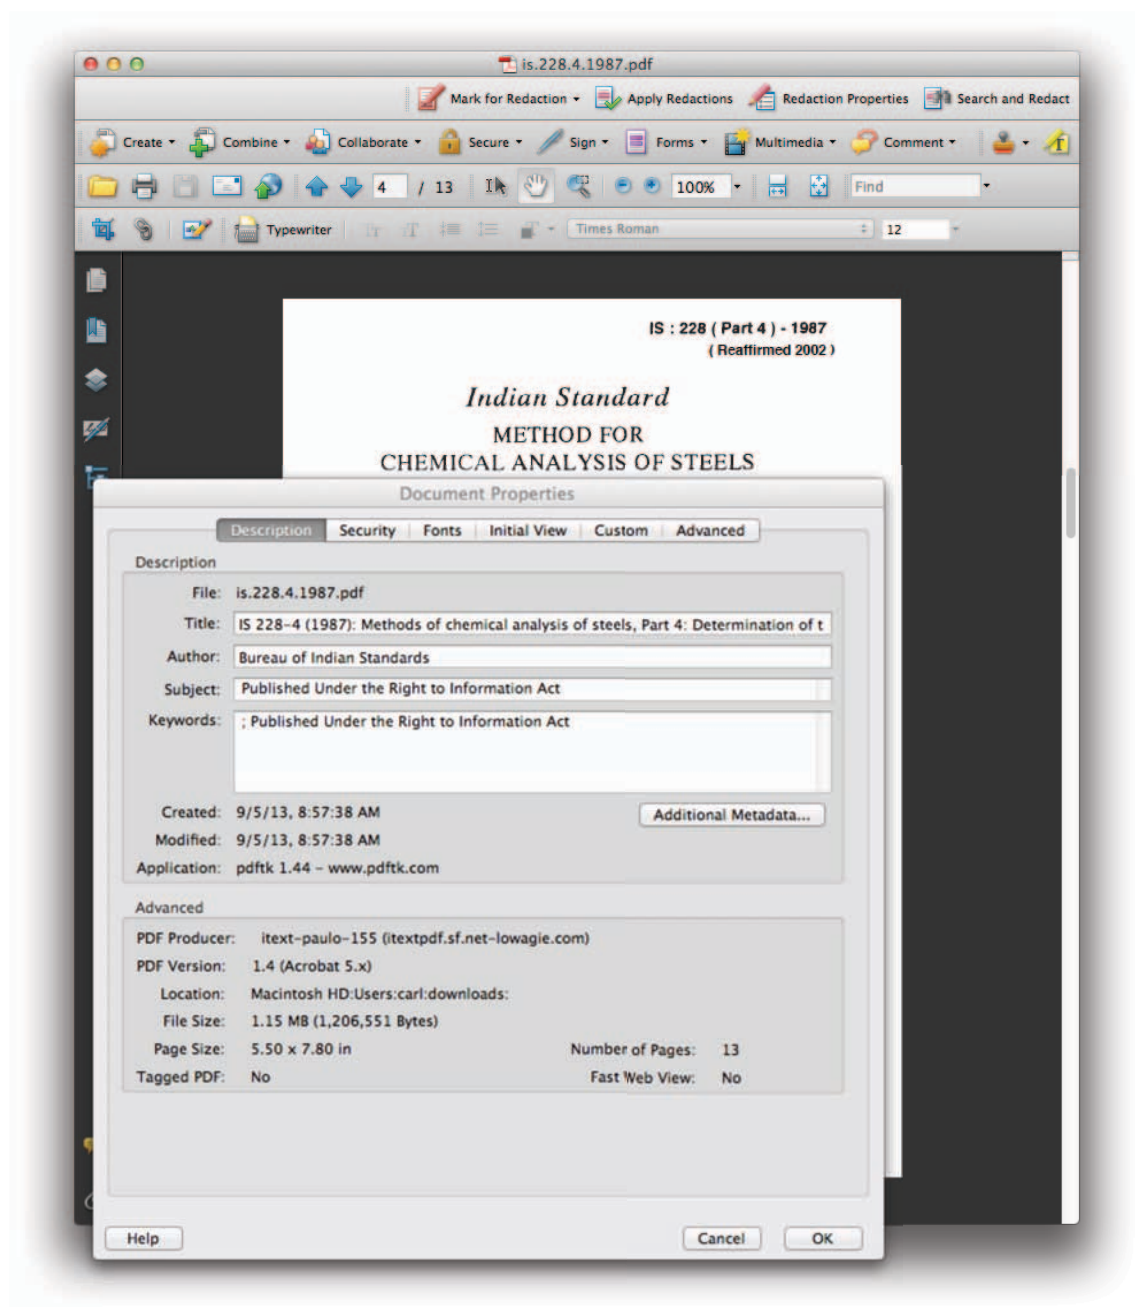 is.228.4.1987.pdf
Mark for Redaction Apply Redactions Redaction Properties Search and Redact
Create Combine Collaborate Secure Sign Forms Multimedia Comment
4 / 13 100% Find
Typewriter Times Roman 12
IS : 228 ( Part 4 ) - 1987
( Reaffirmed 2002 )
Indian Standard
METHOD FOR
CHEMICAL ANALYSIS OF STEELS
Document Properties
Description Security Fonts Initial View Custom Advanced
Description
File: is.228.4.1987.pdf
Title: IS 228-4 (1987): Methods of chemical analysis of steels, Part 4: Determination of t
Author: Bureau of Indian Standards
Subject: Published Under the Right to Information Act
Keywords: ; Published Under the Right to Information Act
Created: 9/5/13, 8:57:38 AM
Additional Metadata...
Modified: 9/5/13, 8:57:38 AM
Application: pdftk 1.44 - www.pdftk.com
Advanced
PDF Producer: itext-paulo-155 (itextpdf.sf.net-lowagie.com)
PDF Version: 1.4 (Acrobat 5.x)
Location: Macintosh HD:Users:carl:downloads:
File Size: 1.15 MB (1,206,551 Bytes)
Page Size: 5.50 x 7.80 in Number of Pages: 13
Tagged PDF: No Fast Web View: No
Help Cancel OK